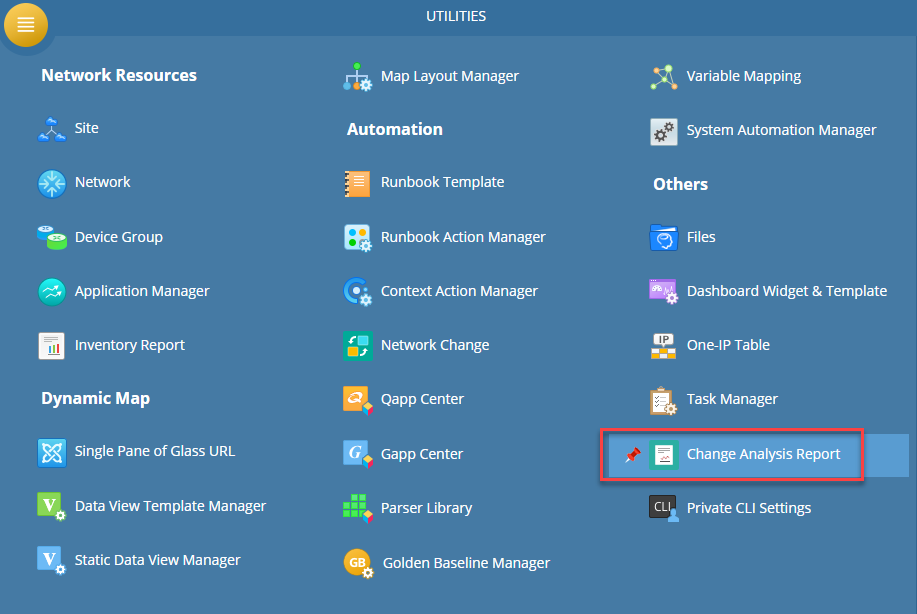 UTILITIES
Network Resources
Site
Network
Device Group
Application Manager
Inventory Report
Dynamic Map
Single Pane of Glass URL
V
Data View Template Manager
V
Static Data View Manager
Map Layout Manager
Automation
Runbook Template
Runbook Action Manager
Context Action Manager
Network Change
Qapp Center
G
Gapp Center
Parser Library
GB
Golden Baseline Manager
Variable Mapping
System Automation Manager
Others
Files
Dashboard Widget & Template
IP
One-IP Table
Task Manager
Change Analysis Report
CLI
Private CLI Settings